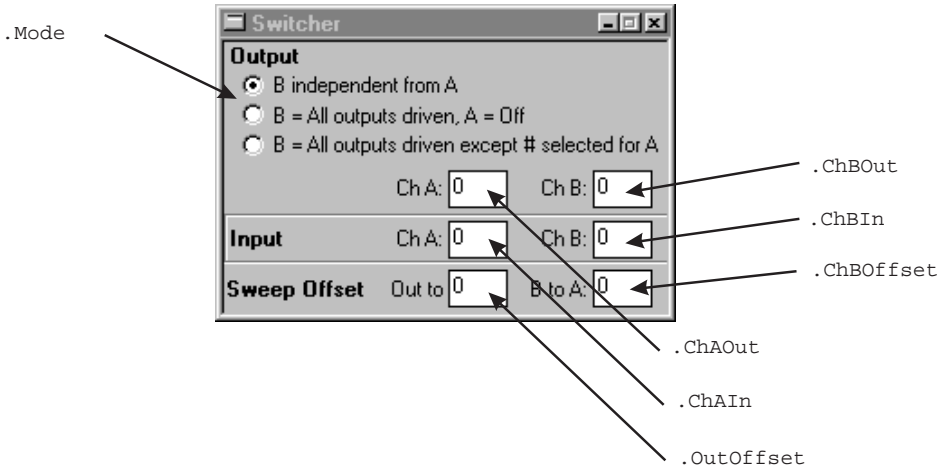 Switcher
.Mode
Output
B independent from A
B = All outputs driven, A = Off
B = All outputs driven except # selected for A
Ch A: 0 Ch B: 0
.ChBOut
Input Ch A: 0 Ch B: 0
.ChBIn
Sweep Offset Out to 0 B to A: 0
.ChBOffset
.ChAOut
.ChAIn
.OutOffset